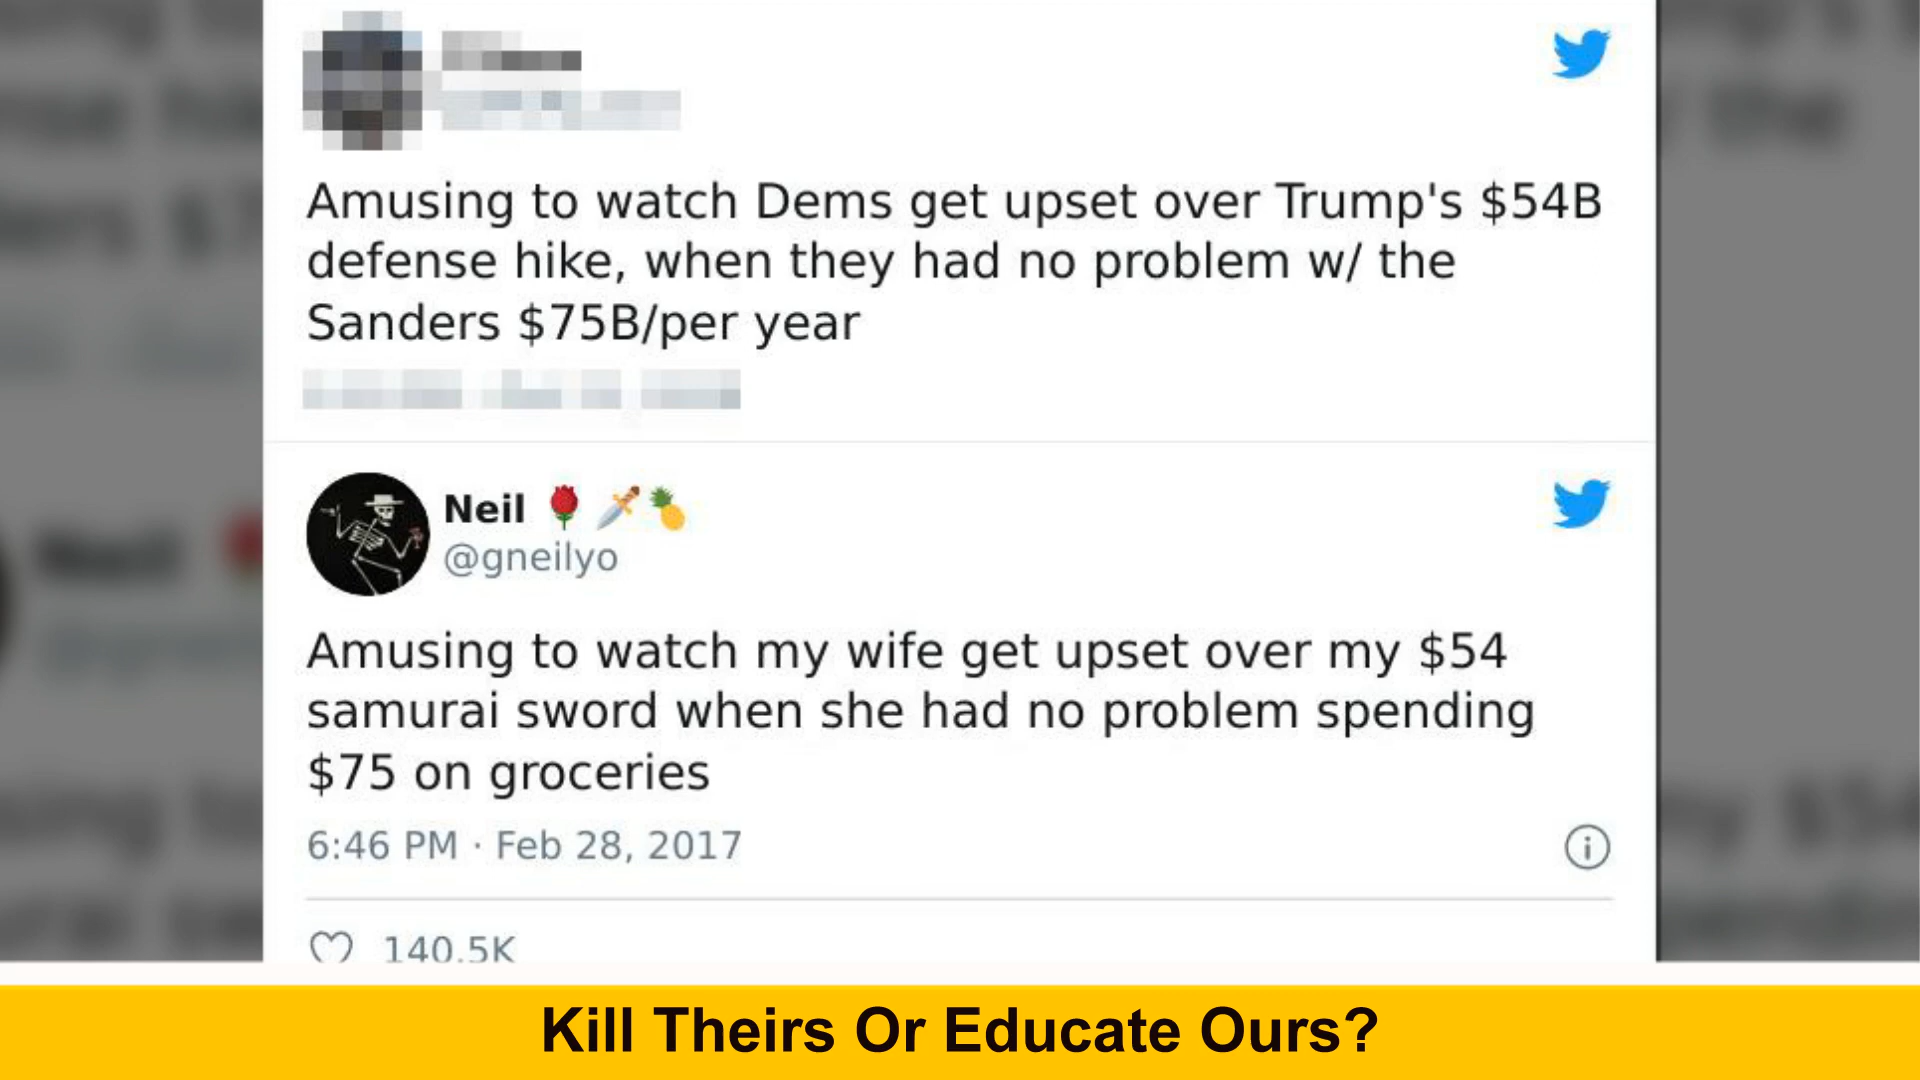 Amusing to watch Dems get upset over Trump's $54B
defense hike, when they had no problem w/ the
Sanders $75B/per year
Neil 🌹 🗡️🍍
@gneilyo
Amusing to watch my wife get upset over my $54
samurai sword when she had no problem spending
$75 on groceries
6:46 PM · Feb 28, 2017
140.5K
Kill Theirs Or Educate Ours?